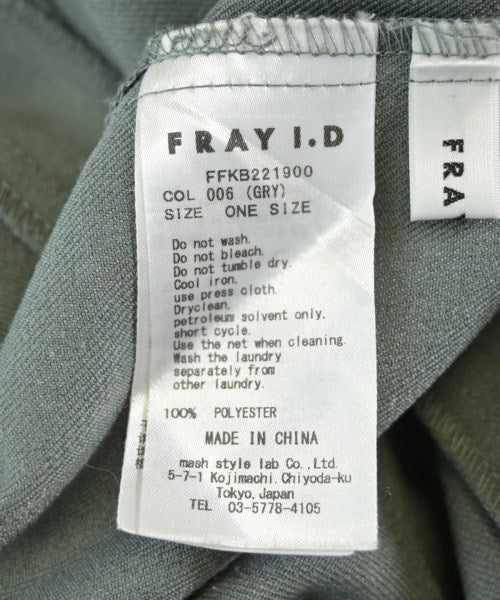 FRAY I.D
FFKB221900
COL 006 (GRY)
SIZE ONE SIZE
Do not wash.
Do not bleach.
Do not tumble dry.
Cool iron.
use press cloth.
Dryclean.
petroleum solvent only.
short cycle.
Use the net when cleaning.
Wash the laundry
separately from
other laundry.
100% POLYESTER
MADE IN CHINA
mash style lab Co., Ltd.
5-7-1 Kojimachi. Chiyoda-ku
Tokyo, Japan
TEL 03-5778-4105
FRA